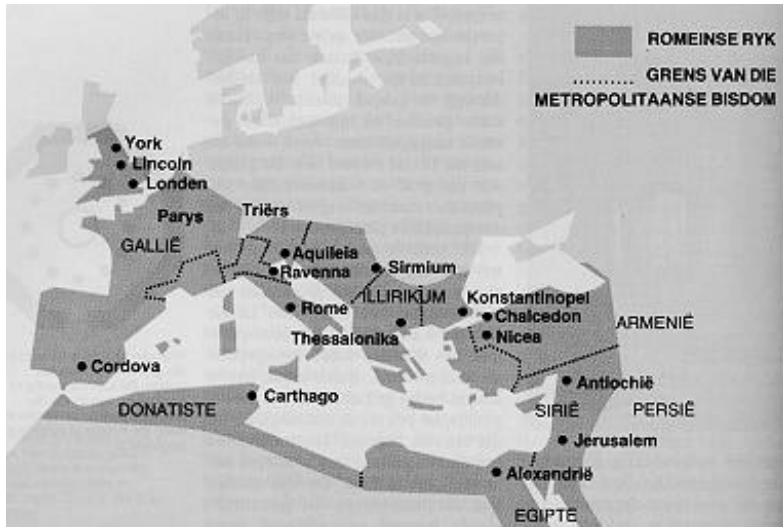 ROMEINSE RYK
GRENS VAN DIE
METROPOLITAANSE BISDOM
York
Lincoln
Londen
Parys
Triërs
GALLIË
Aquileia
Ravenna
Sirmium
ILLIRIKUM
Konstantinopel
Rome
Chalcedon
ARMENIË
Thessalonika
Nicea
Cordova
Antiochië
Carthago
DONATISTE
SIRIË
PERSIË
Jerusalem
Alexandrië
EGIPTE